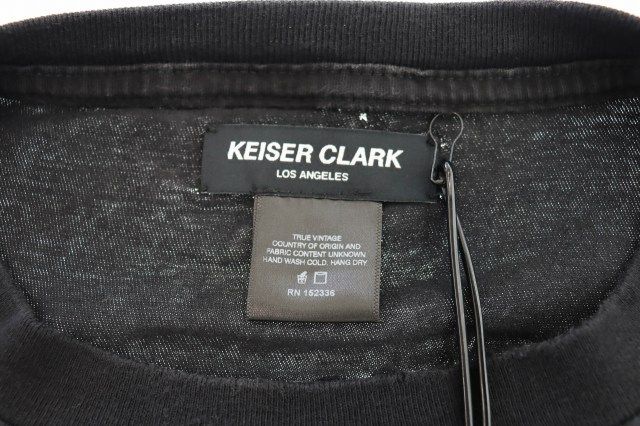 KEISER CLARK
LOS ANGELES
TRUE VINTAGE
COUNTRY OF ORIGIN AND
FABRIC CONTENT UNKNOWN
HAND WASH COLD. HANG DRY
RN 152336